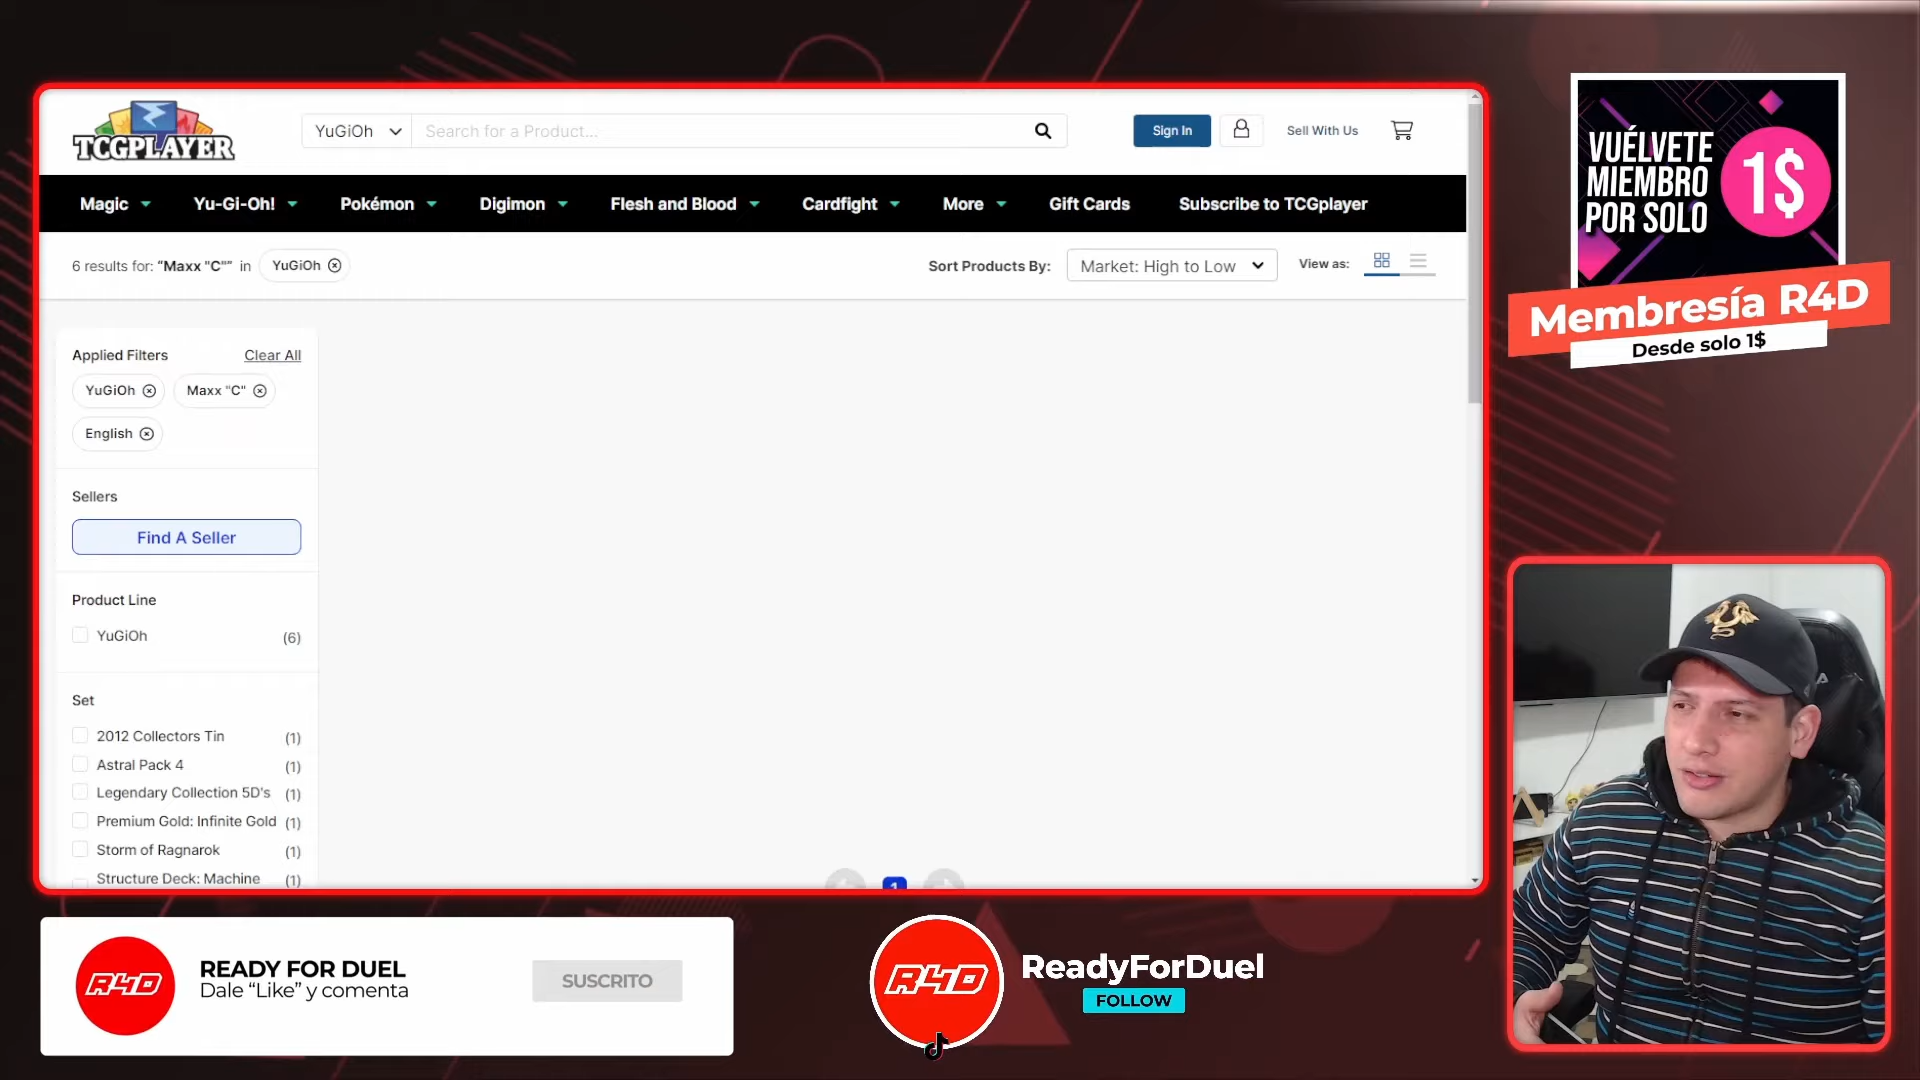 TCGPLAYER
YuGiOh
Search for a Product...
Sign In
Sell With Us
Magic
Yu-Gi-Oh!
Pokémon
Digimon
Flesh and Blood
Cardfight
More
Gift Cards
Subscribe to TCGplayer
6 results for: “Maxx "C"” in
YuGiOh
Sort Products By:
Market: High to Low
View as:
Applied Filters
Clear All
YuGiOh
Maxx "C"
English
Sellers
Find A Seller
Product Line
YuGiOh
(6)
Set
2012 Collectors Tin
(1)
Astral Pack 4
(1)
Legendary Collection 5D's
(1)
Premium Gold: Infinite Gold
(1)
Storm of Ragnarok
(1)
Structure Deck: Machine
(1)
1
VUÉLVETE
MIEMBRO
POR SOLO
1$
Membresía R4D
Desde solo 1$
R4D
READY FOR DUEL
Dale “Like” y comenta
SUSCRITO
R4D
ReadyForDuel
FOLLOW